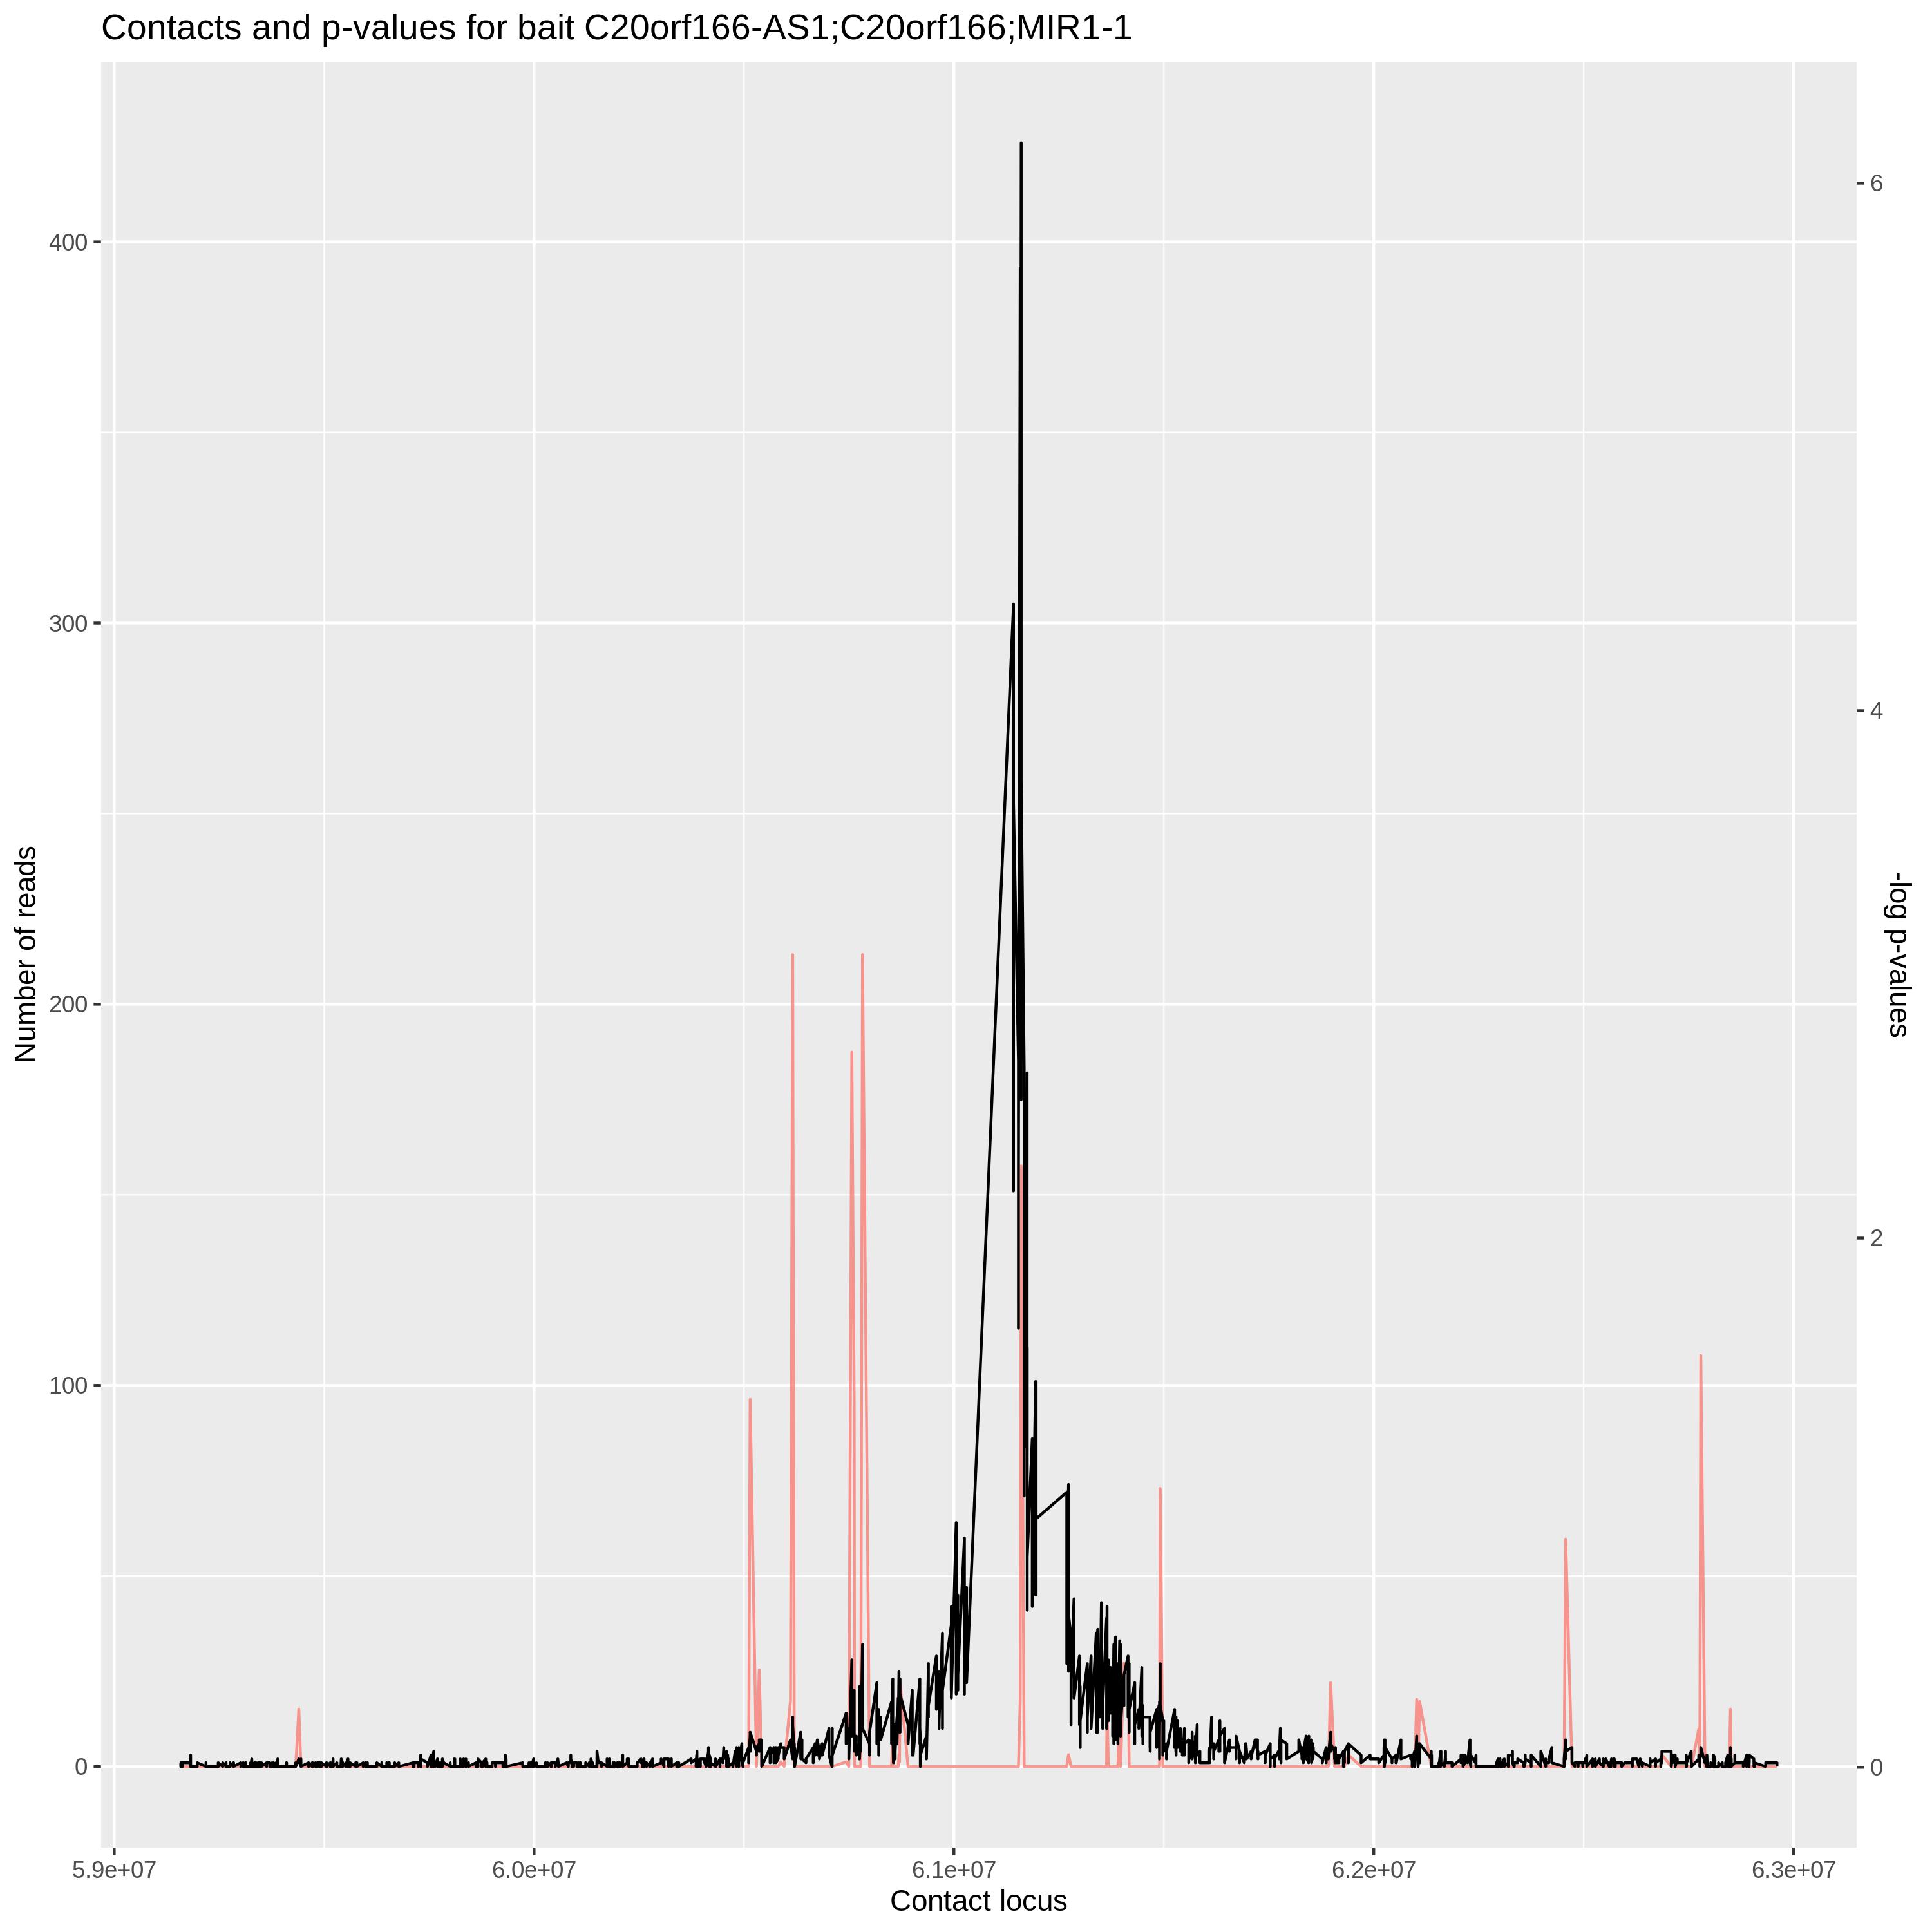 Contacts and p-values for bait C20orf166-AS1;C20orf166;MIR1-1
400
300
200
100
0
6
4
2
0
Number of reads
-log p-values
5.9e+07 6.0e+07 6.1e+07 6.2e+07 6.3e+07
Contact locus